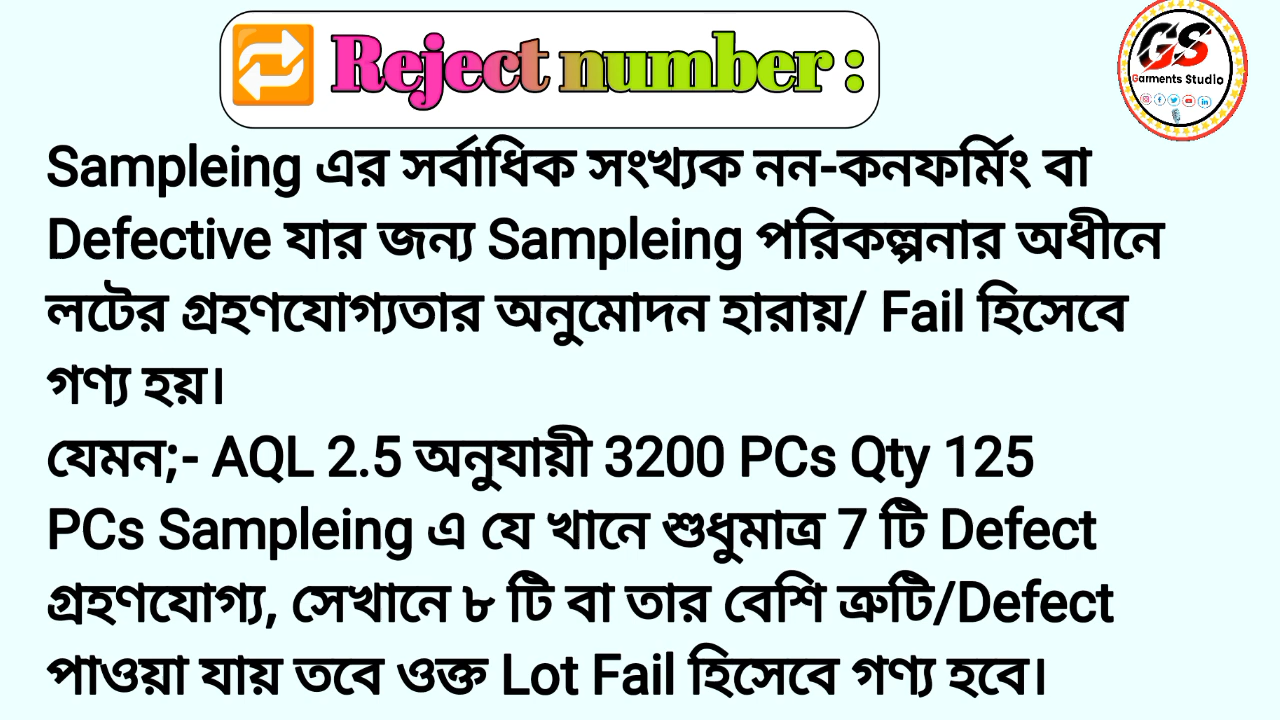 Reject number :
GS
Garments Studio
Sampleing এর সর্বাধিক সংখ্যক নন-কনফর্মিং বা
Defective যার জন্য Sampleing পরিকল্পনার অধীনে
লটের গ্রহণযোগ্যতার অনুমোদন হারায়/ Fail হিসেবে
গণ্য হয়।
যেমন;- AQL 2.5 অনুযায়ী 3200 PCs Qty 125
PCs Sampleing এ যে খানে শুধুমাত্র 7 টি Defect
গ্রহণযোগ্য, সেখানে ৮ টি বা তার বেশি ত্রুটি/Defect
পাওয়া যায় তবে ওক্ত Lot Fail হিসেবে গণ্য হবে।